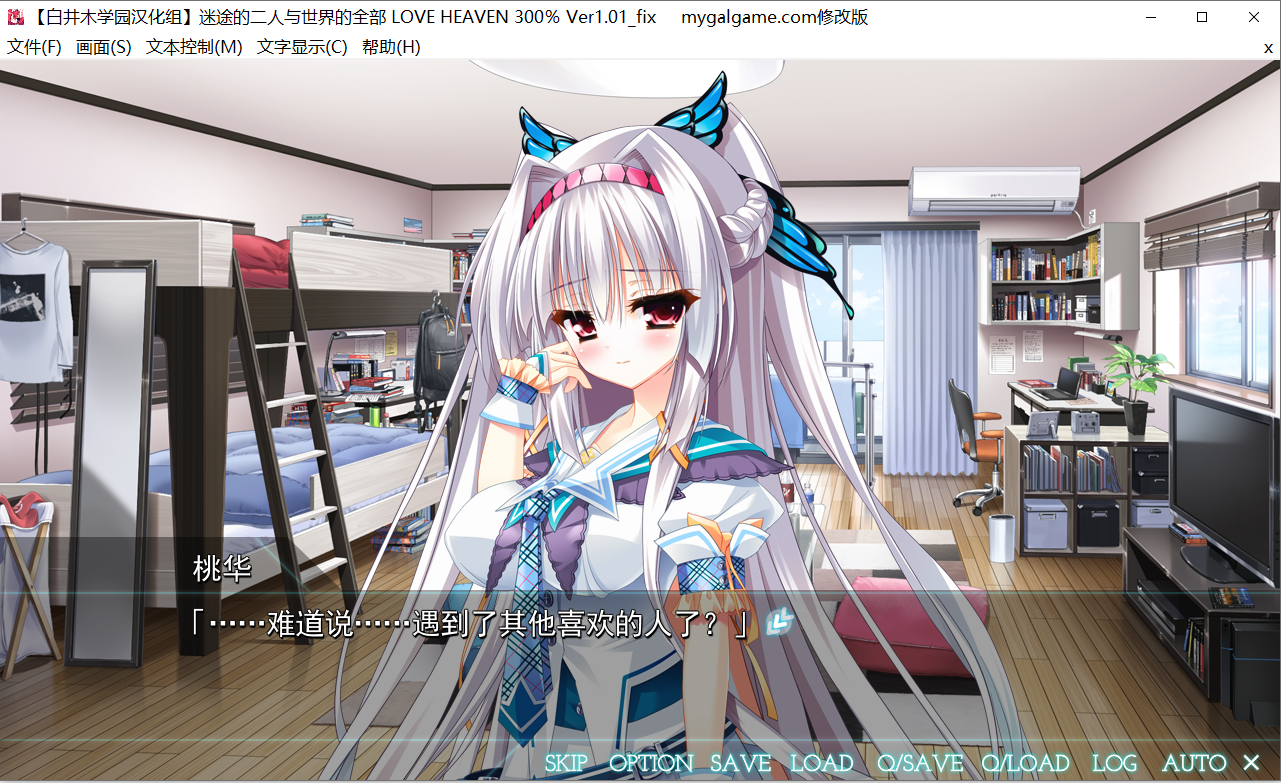 【白井木学园汉化组】迷途的二人与世界的全部 LOVE HEAVEN 300% Ver1.01_fix mygalgame.com修改版
文件(F) 画面(S) 文本控制(M) 文字显示(C) 帮助(H) x
桃华
「……难道说……遇到了其他喜欢的人了？」
SKIP OPTION SAVE LOAD Q/SAVE Q/LOAD LOG AUTO